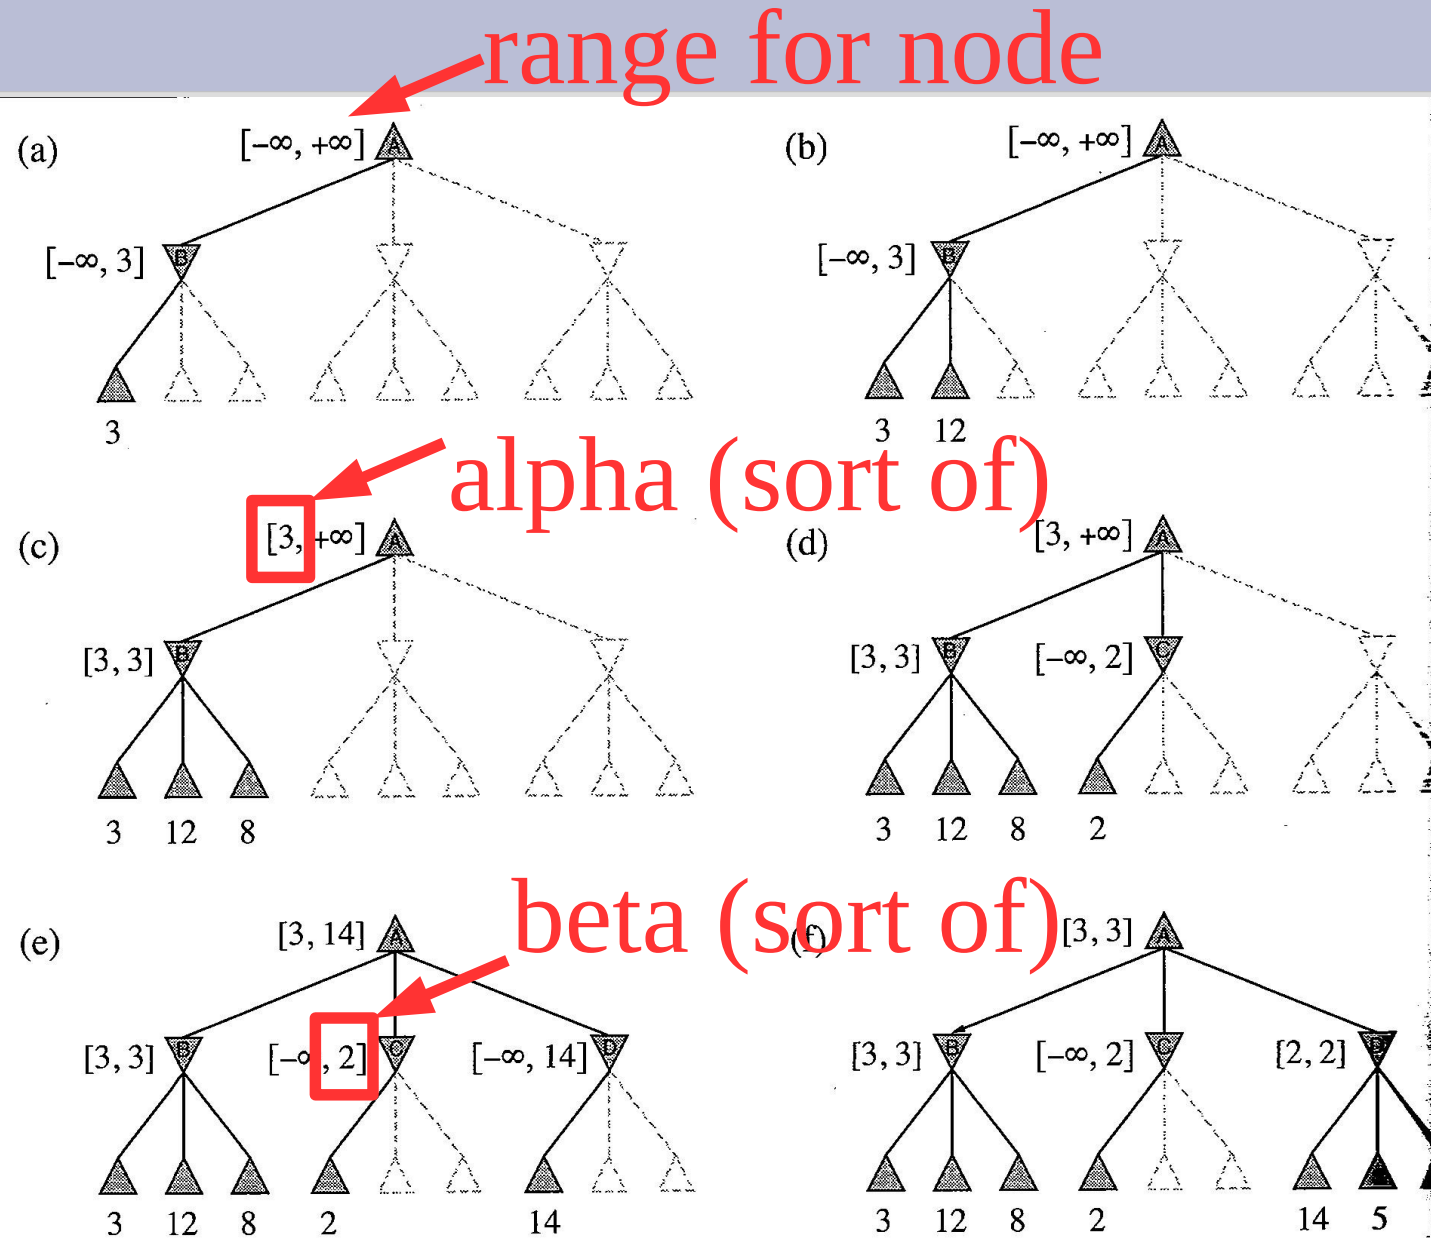 range for node
(a) [–∞, +∞] A
(b) [–∞, +∞] A
[–∞, 3] B
[–∞, 3] B
3
3 12
alpha (sort of)
(c) [3, +∞] A
(d) [3, +∞] A
[3, 3] B
[3, 3] B [–∞, 2] C
3 12 8
3 12 8 2
beta (sort of)
(e) [3, 14] A
(f) [3, 3] A
[3, 3] B [–∞, 2] C [–∞, 14] D
[3, 3] B [–∞, 2] C [2, 2] D
3 12 8 2 14
3 12 8 2 14 5